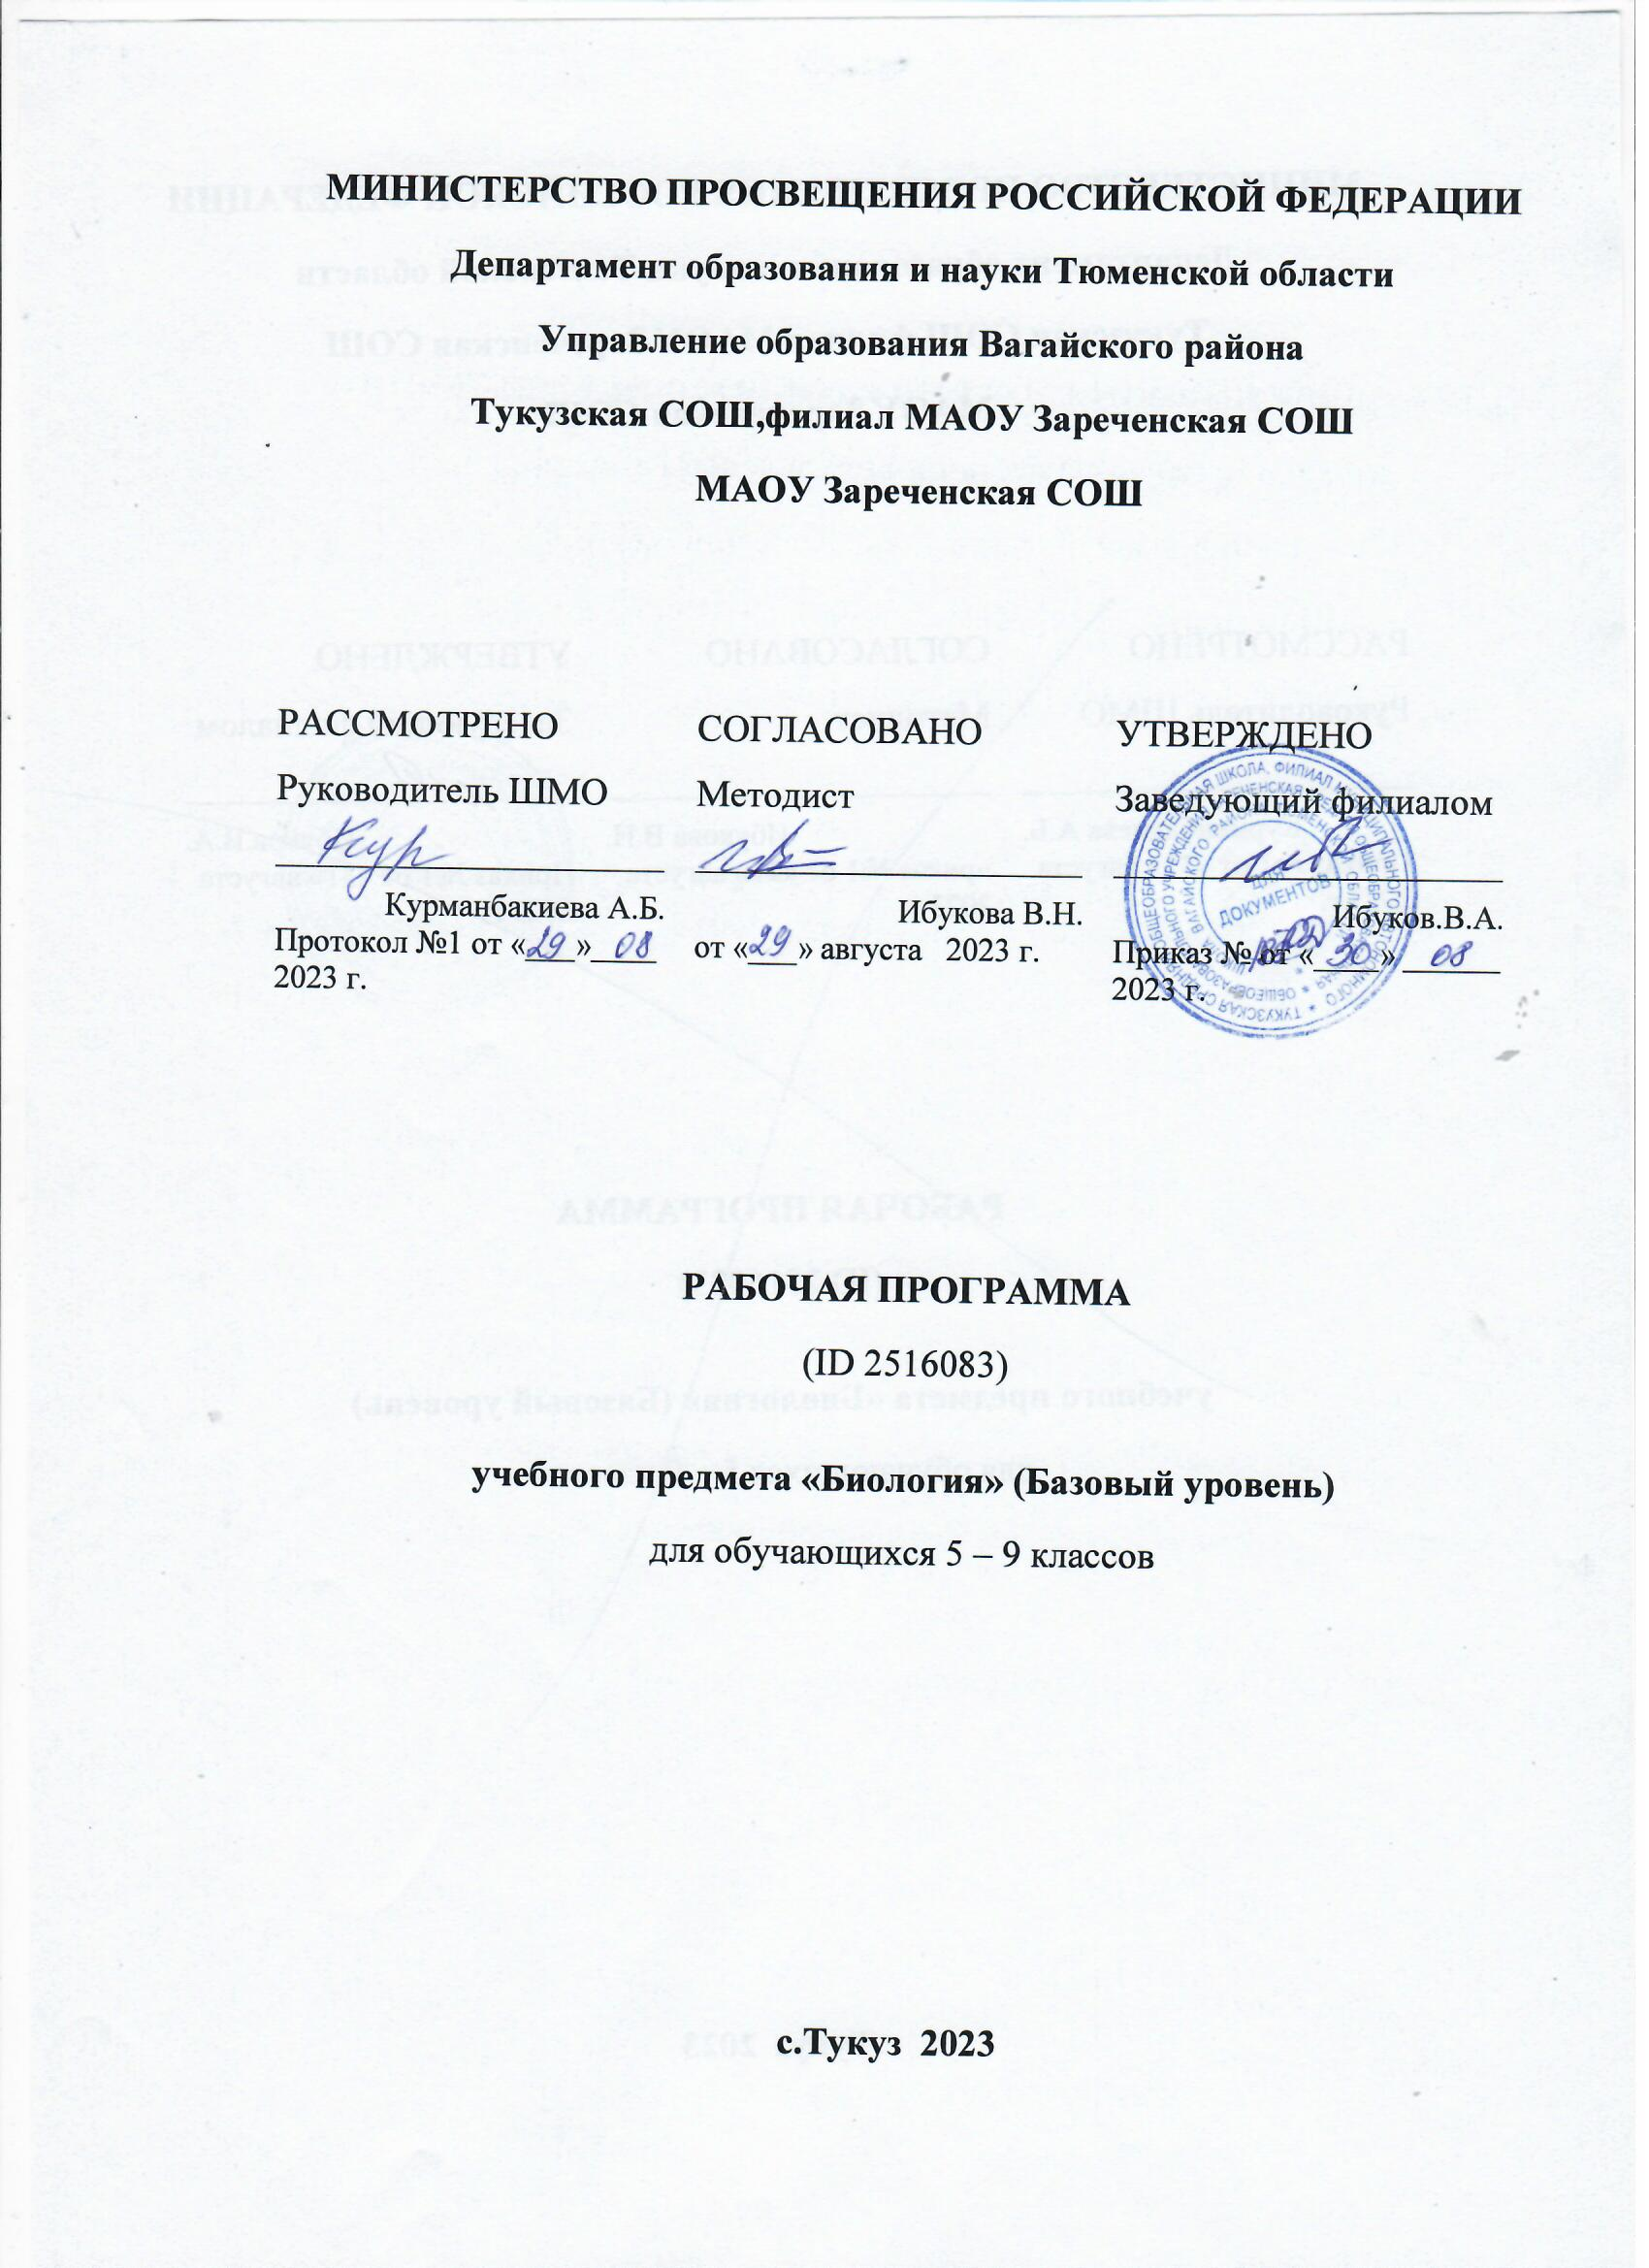 МИНИСТЕРСТВО ПРОСВЕЩЕНИЯ РОССИЙСКОЙ ФЕДЕРАЦИИ
Департамент образования и науки Тюменской области
Управление образования Вагайского района
Тукузская СОШ,филиал МАОУ Зареченская СОШ
МАОУ Зареченская СОШ
РАССМОТРЕНО
Руководитель ШМО
Кур
Курманбакиева А.Б.
Протокол №1 от «29» 08
2023 г.
СОГЛАСОВАНО
Методист
Ибукова В.Н.
от «29» августа 2023 г.
УТВЕРЖДЕНО
Заведующий филиалом
Ибуков.В.А.
Приказ № от «30» 08
2023 г.
ДЛЯ
ДОКУМЕНТОВ
РАБОЧАЯ ПРОГРАММА
(ID 2516083)
учебного предмета «Биология» (Базовый уровень)
для обучающихся 5 – 9 классов
с.Тукуз 2023